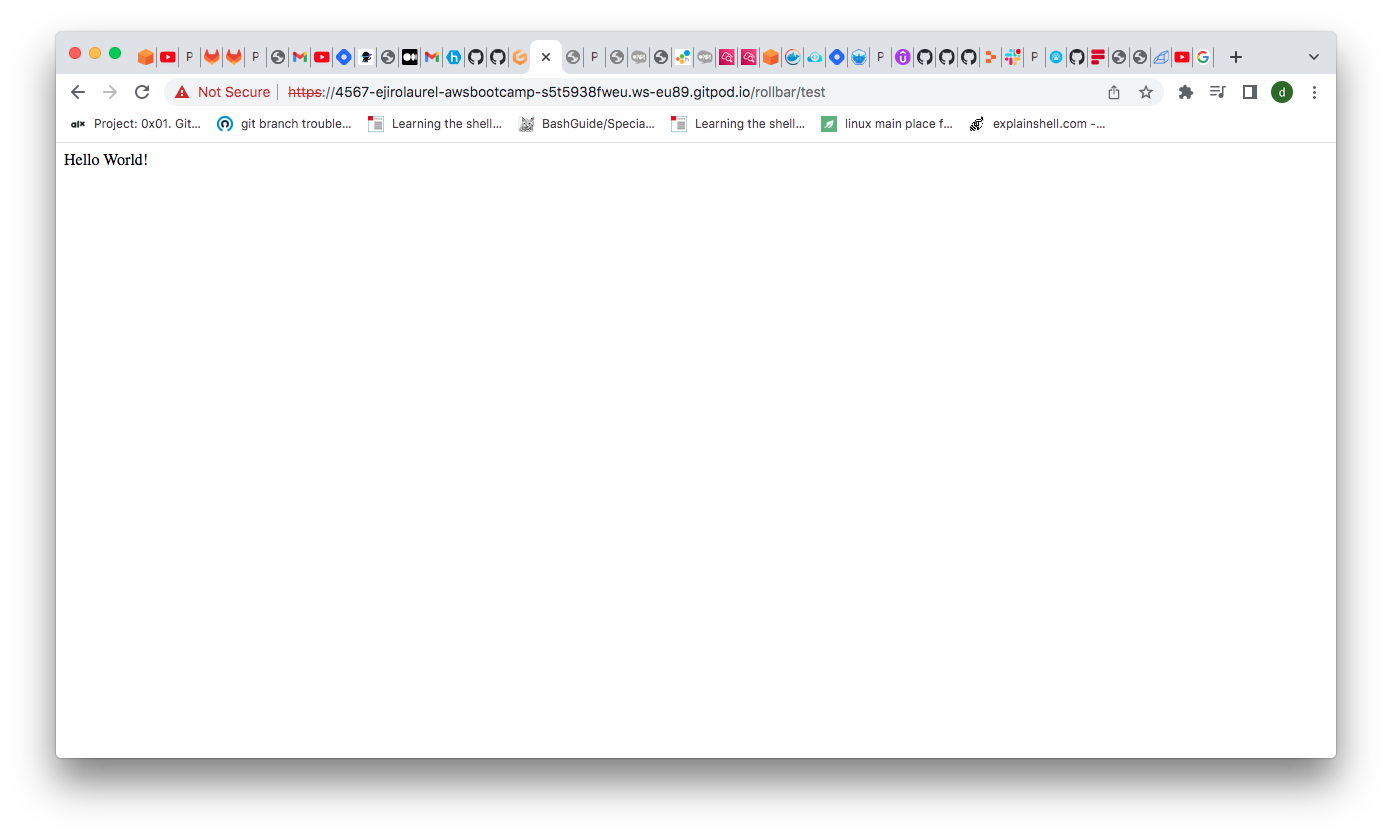 P P P P P P
Not Secure https://4567-ejirolaurel-awsbootcamp-s5t5938fweu.ws-eu89.gitpod.io/rollbar/test d
alx Project: 0x01. Git... git branch trouble... Learning the shell... BashGuide/Specia... Learning the shell... linux main place f... explainshell.com -...
Hello World!